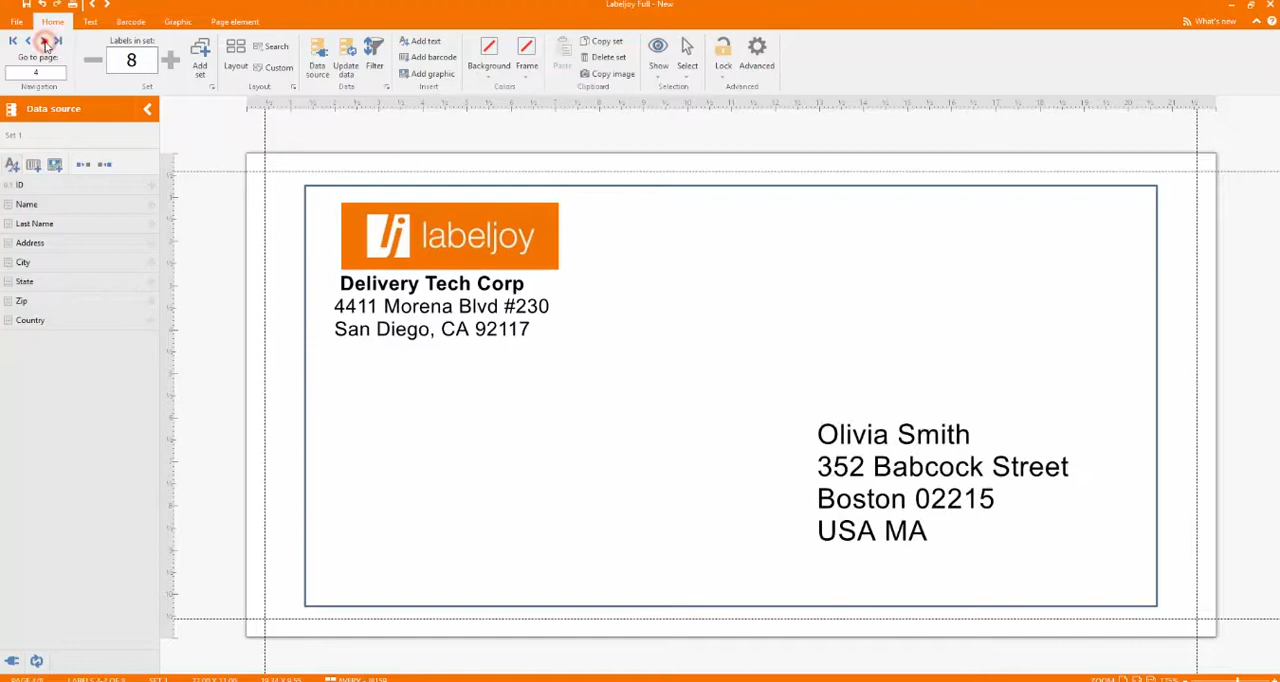 Labeljoy Full - New
File Home Text Barcode Graphic Page element What's new
Labels in set:
Go to page:
8
4
Add set
Layout
Search
Custom
Data source
Update data
Filter
Add text
Add barcode
Add graphic
Background
Frame
Paste
Copy set
Delete set
Copy image
Show
Select
Lock
Advanced
Navigation Set Layout Data Insert Colors Clipboard Selection Advanced
Data source
Set 1
ID
Name
Last Name
Address
City
State
Zip
Country
lj labeljoy
Delivery Tech Corp
4411 Morena Blvd #230
San Diego, CA 92117
Olivia Smith
352 Babcock Street
Boston 02215
USA MA